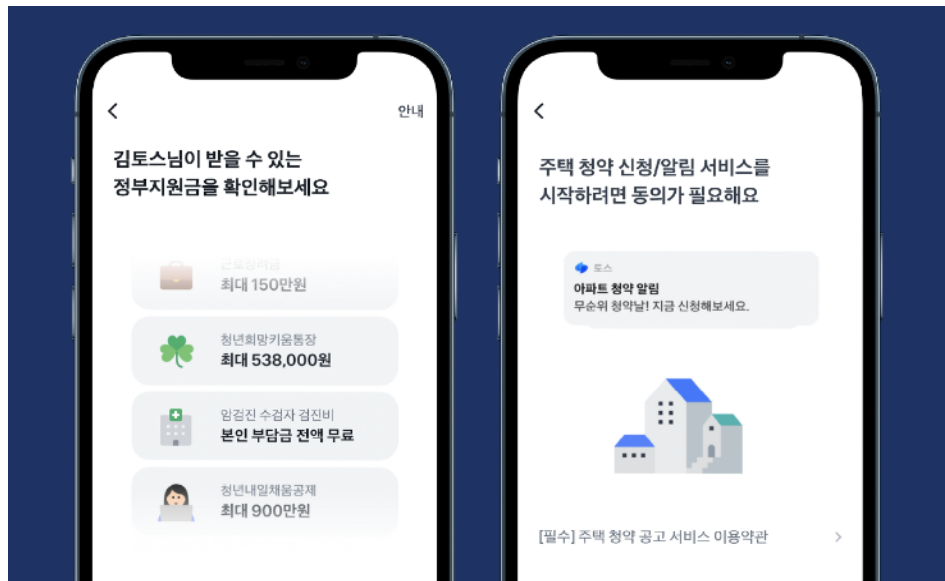 안내
김토스님이 받을 수 있는
정부지원금을 확인해보세요
근로장려금
최대 150만원
청년희망키움통장
최대 538,000원
암검진 수검자 검진비
본인 부담금 전액 무료
청년내일채움공제
최대 900만원
주택 청약 신청/알림 서비스를
시작하려면 동의가 필요해요
토스
아파트 청약 알림
무순위 청약날! 지금 신청해보세요.
[필수] 주택 청약 공고 서비스 이용약관